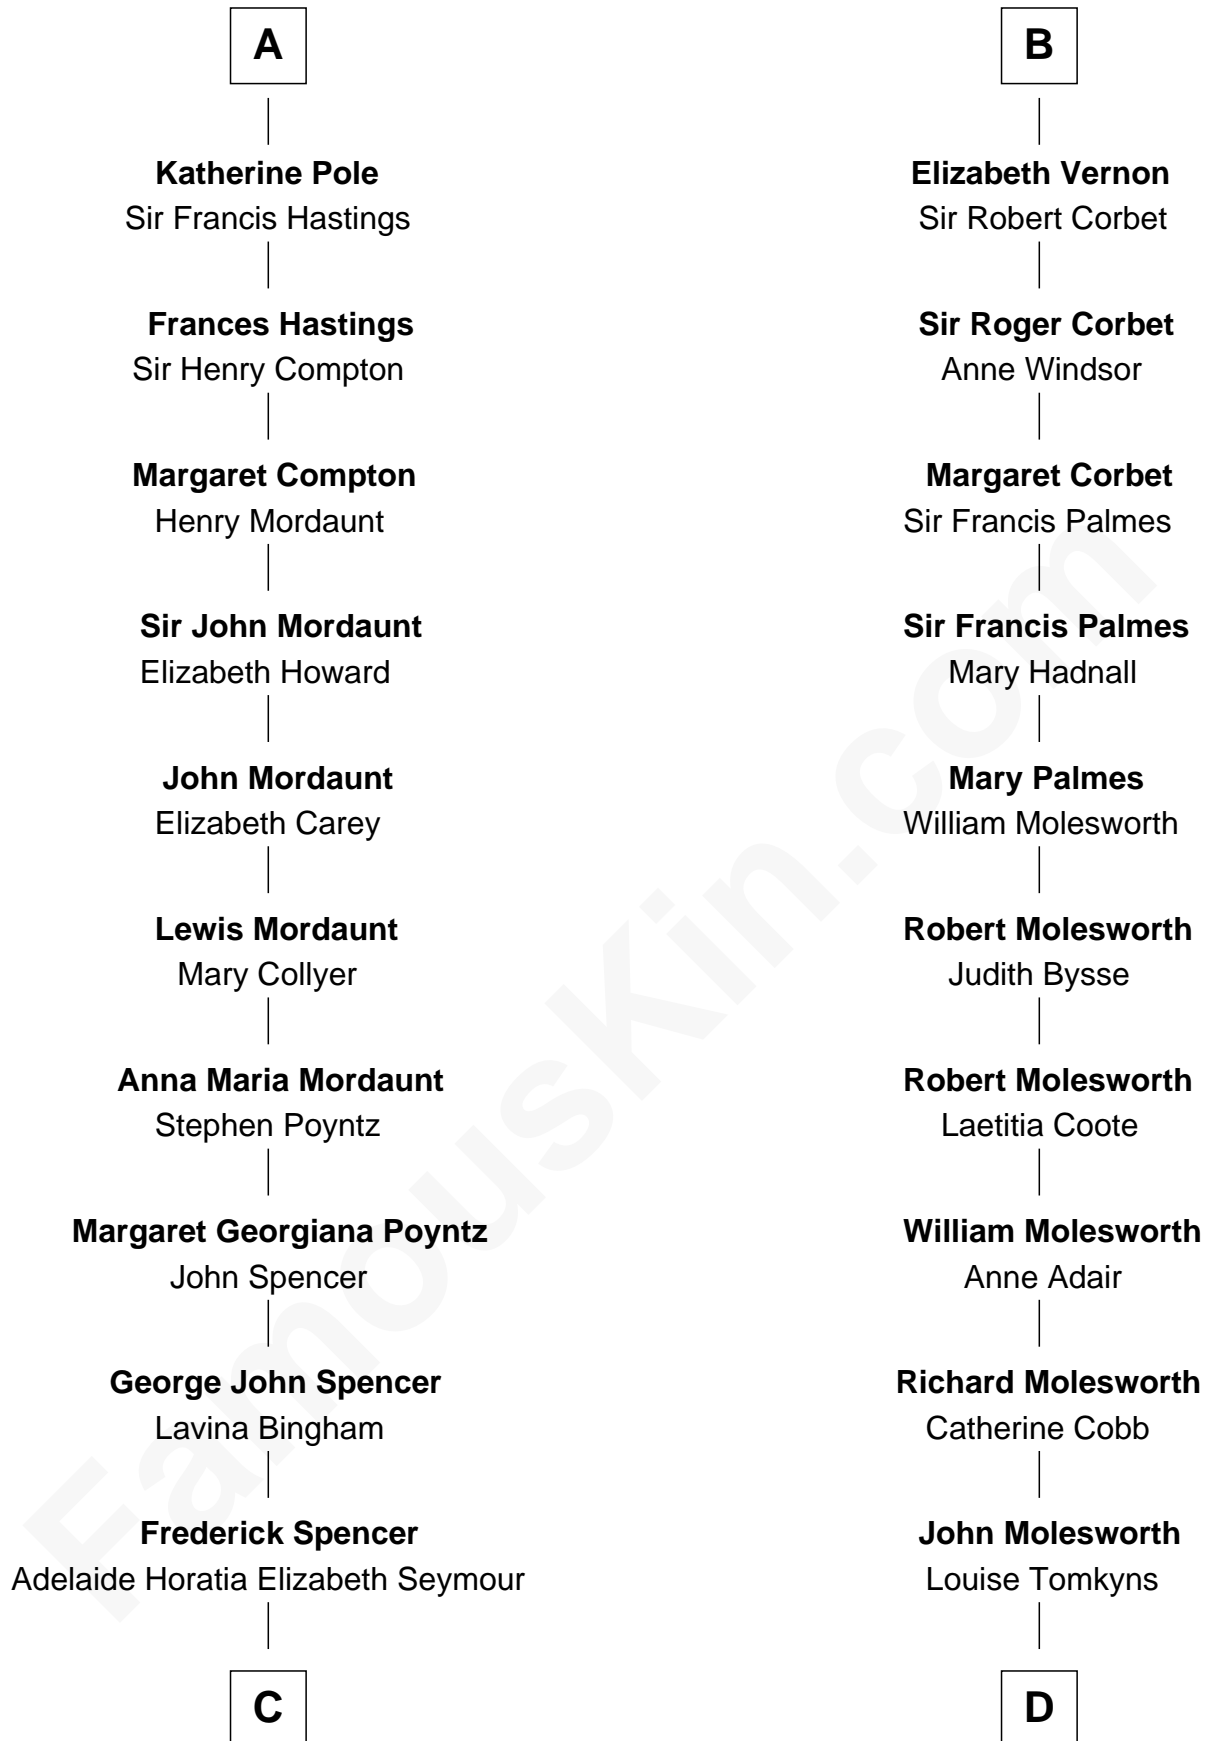 A
Katherine Pole
Sir Francis Hastings
Frances Hastings
Sir Henry Compton
Margaret Compton
Henry Mordaunt
Sir John Mordaunt
Elizabeth Howard
John Mordaunt
Elizabeth Carey
Lewis Mordaunt
Mary Collyer
Anna Maria Mordaunt
Stephen Poyntz
Margaret Georgiana Poyntz
John Spencer
George John Spencer
Lavina Bingham
Frederick Spencer
Adelaide Horatia Elizabeth Seymour
C
B
Elizabeth Vernon
Sir Robert Corbet
Sir Roger Corbet
Anne Windsor
Margaret Corbet
Sir Francis Palmes
Sir Francis Palmes
Mary Hadnall
Mary Palmes
William Molesworth
Robert Molesworth
Judith Bysse
Robert Molesworth
Laetitia Coote
William Molesworth
Anne Adair
Richard Molesworth
Catherine Cobb
John Molesworth
Louise Tomkyns
D
FamousKin.com